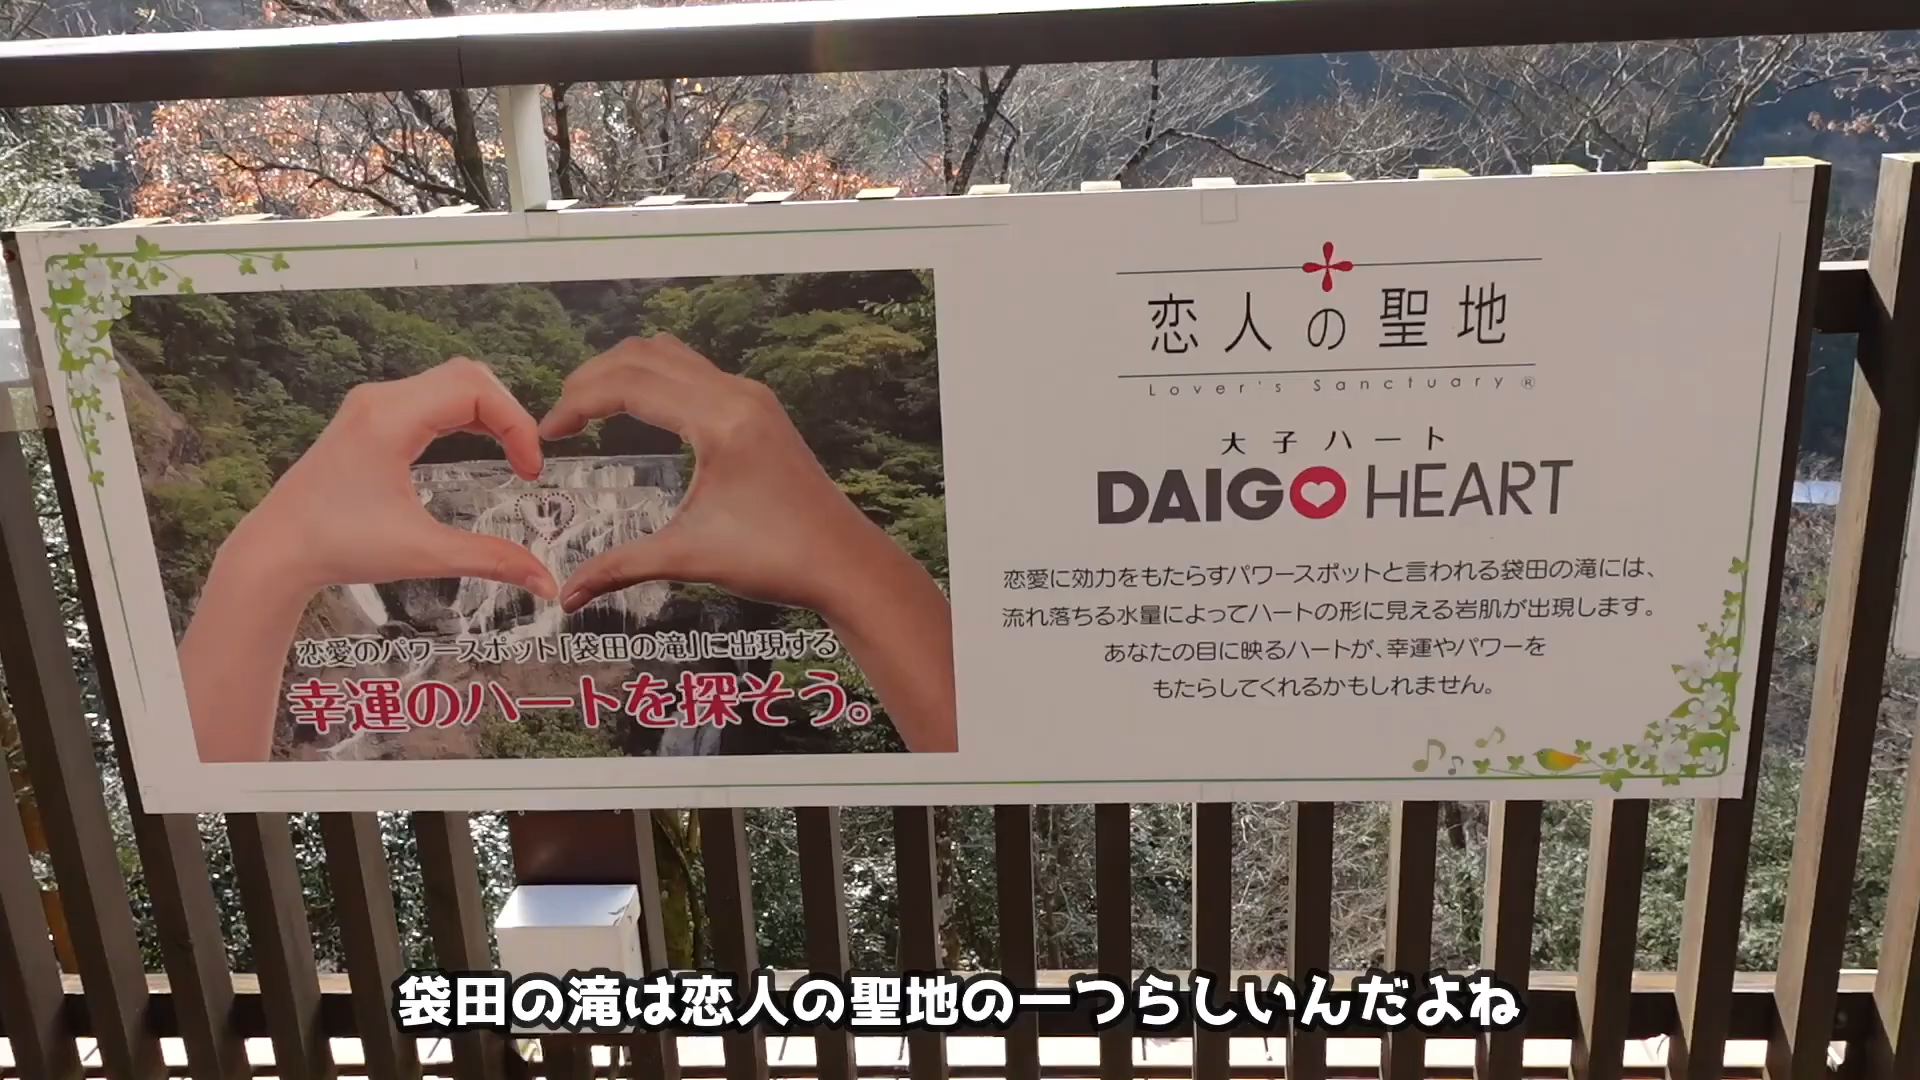 恋愛のパワースポット「袋田の滝」に出現する
幸運のハートを探そう。
恋人の聖地
Lover's Sanctuary®
大子ハート
DAIGO HEART
恋愛に効力をもたらすパワースポットと言われる袋田の滝には、
流れ落ちる水量によってハートの形に見える岩肌が出現します。
あなたの目に映るハートが、幸運やパワーを
もたらしてくれるかもしれません。
袋田の滝は恋人の聖地の一つらしいんだよね